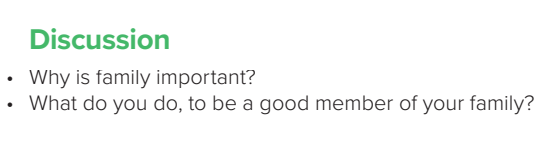 Discussion
• Why is family important?
• What do you do, to be a good member of your family?